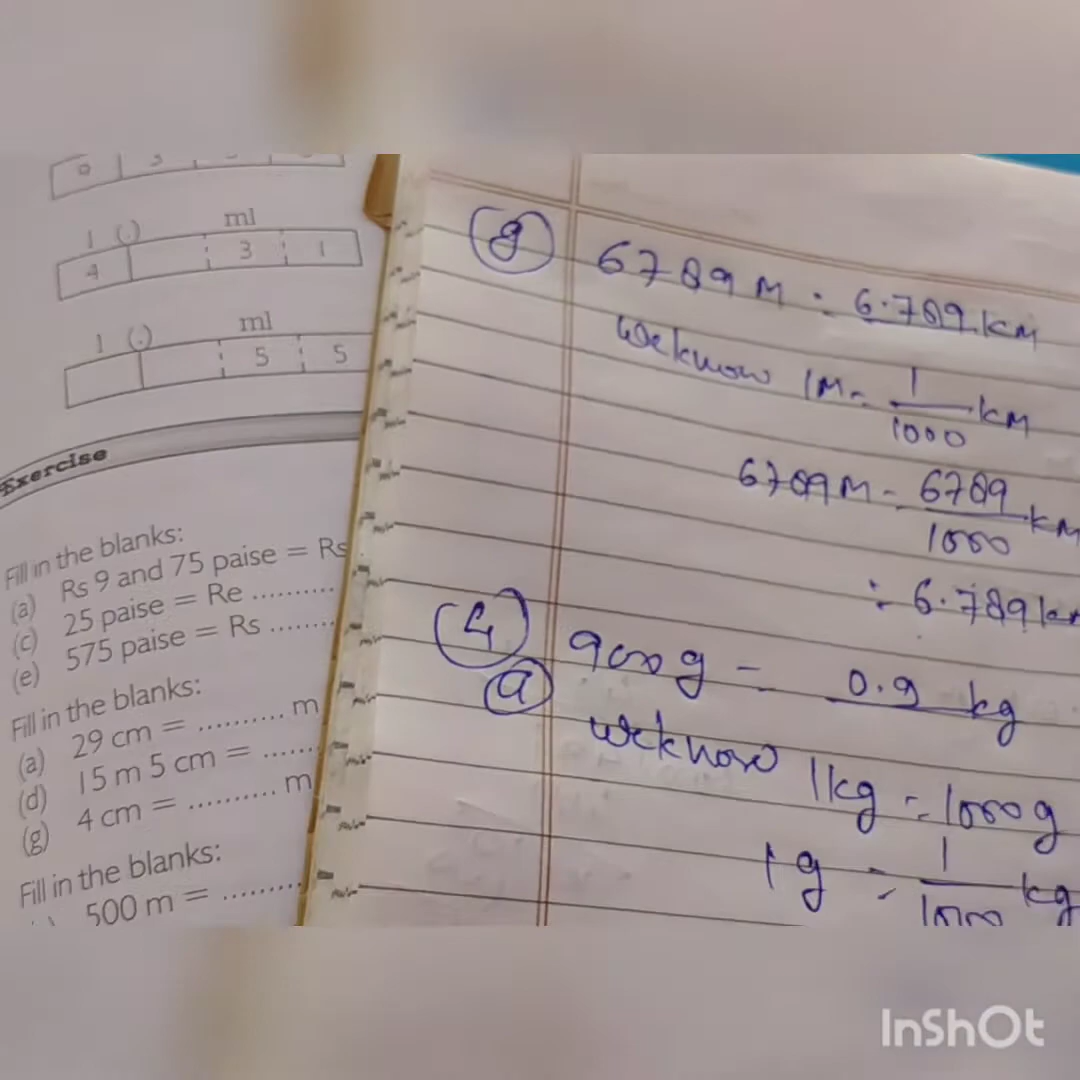 0 3
l (.) ml
4 3 1
l (.) ml
5 5
Exercise
Fill in the blanks:
(a) Rs 9 and 75 paise = Rs
(c) 25 paise = Re ..........
(e) 575 paise = Rs ........
Fill in the blanks:
(a) 29 cm = .......... m
(d) 15 m 5 cm = ......
(g) 4 cm = .......... m
Fill in the blanks:
500 m = .........
g 6789 M = 6.789 KM
We know 1M = 1/1000 KM
6789 M = 6789/1000 KM
= 6.789 km
4
a 900 g = 0.9 kg
we know 1kg = 1000 g
1 g = 1/1000 kg
InShOt